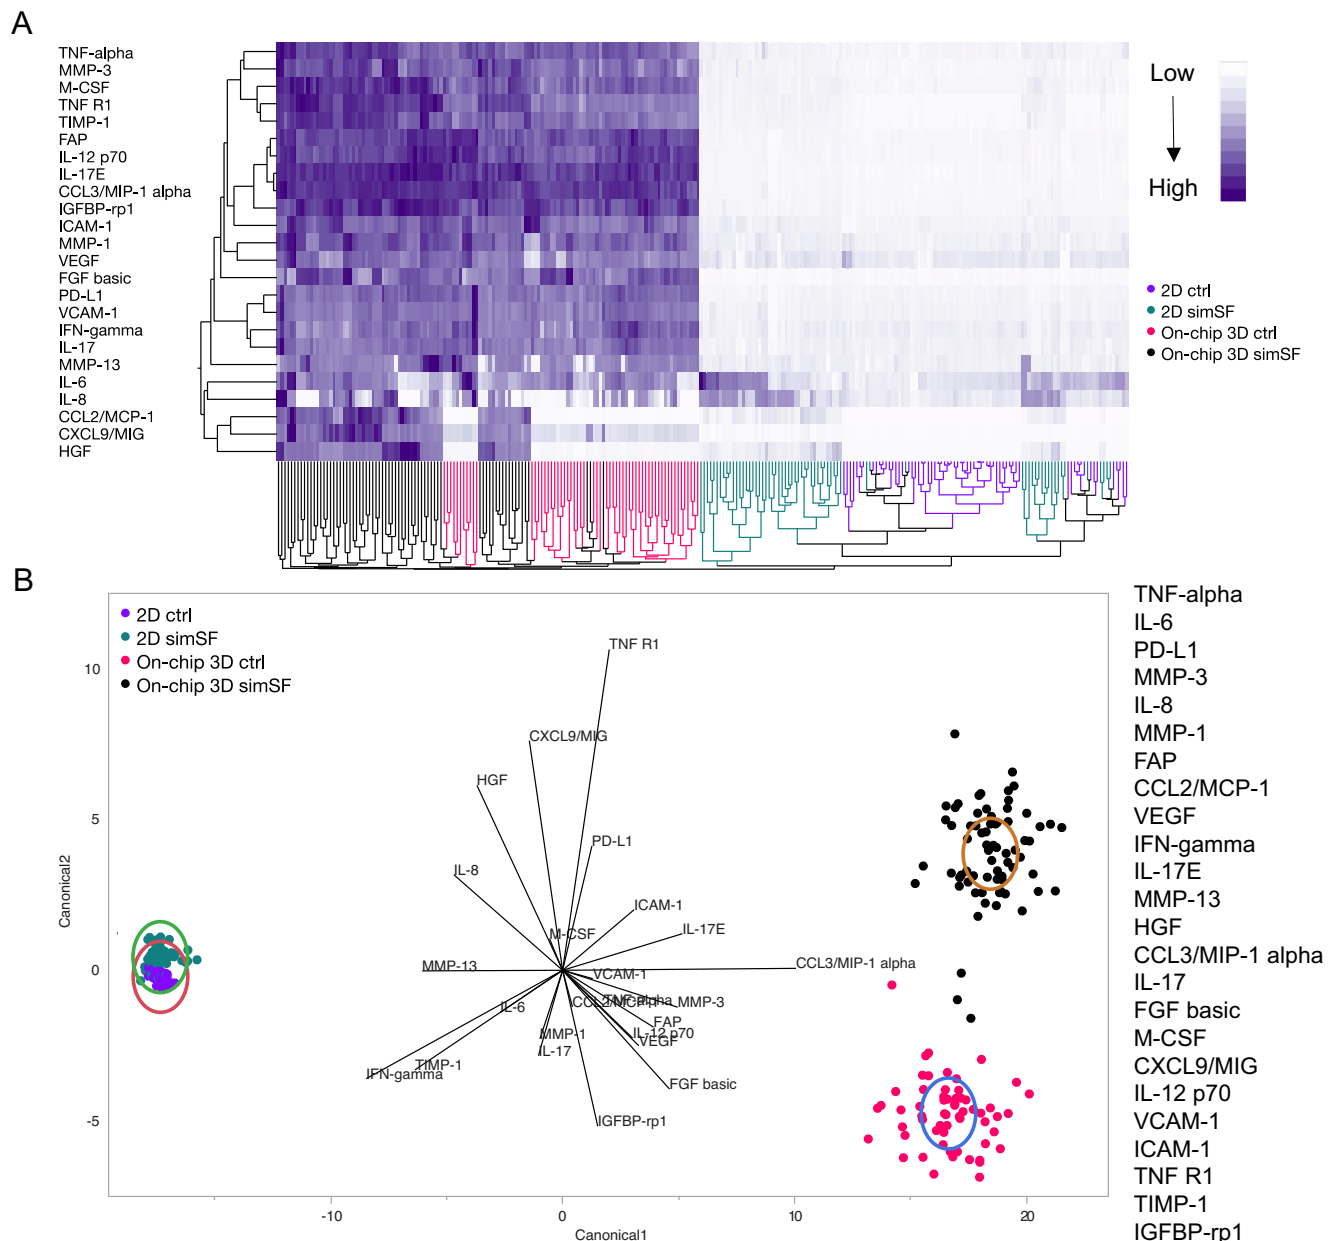 A
TNF-alpha
MMP-3
M-CSF
TNF R1
TIMP-1
FAP
IL-12 p70
IL-17E
CCL3/MIP-1 alpha
IGFBP-rp1
ICAM-1
MMP-1
VEGF
FGF basic
PD-L1
VCAM-1
IFN-gamma
IL-17
MMP-13
IL-6
IL-8
CCL2/MCP-1
CXCL9/MIG
HGF
Low
High
2D ctrl
2D simSF
On-chip 3D ctrl
On-chip 3D simSF
B
2D ctrl
2D simSF
On-chip 3D ctrl
On-chip 3D simSF
TNF R1
CXCL9/MIG
HGF
PD-L1
IL-8
ICAM-1
IL-17E
M-CSF
CCL3/MIP-1 alpha
MMP-13
VCAM-1
CCL2/MCP-1
TNF-alpha
MMP-3
IL-6
FAP
IL-12 p70
MMP-1
VEGF
IL-17
TIMP-1
IFN-gamma
FGF basic
IGFBP-rp1
10
5
0
-5
Canonical2
-10
0
10
20
Canonical1
TNF-alpha
IL-6
PD-L1
MMP-3
IL-8
MMP-1
FAP
CCL2/MCP-1
VEGF
IFN-gamma
IL-17E
MMP-13
HGF
CCL3/MIP-1 alpha
IL-17
FGF basic
M-CSF
CXCL9/MIG
IL-12 p70
VCAM-1
ICAM-1
TNF R1
TIMP-1
IGFBP-rp1